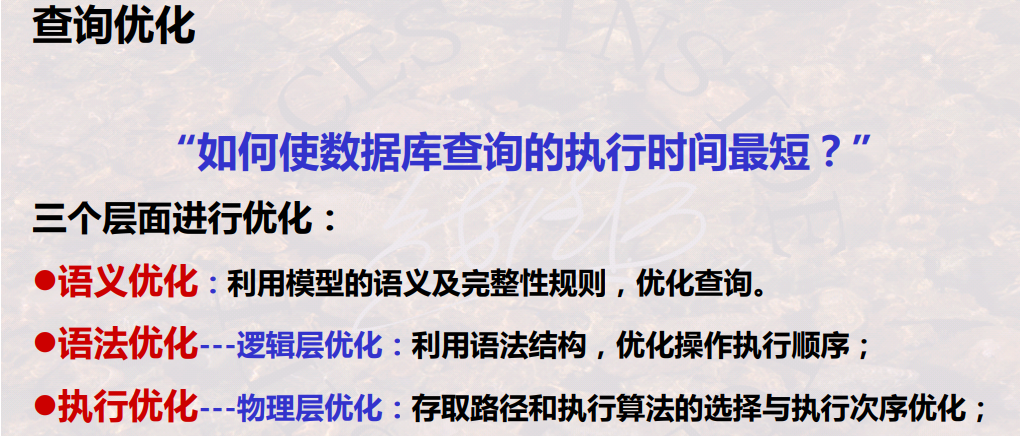 查询优化
“如何使数据库查询的执行时间最短？”
三个层面进行优化：
●语义优化：利用模型的语义及完整性规则，优化查询。
●语法优化---逻辑层优化：利用语法结构，优化操作执行顺序；
●执行优化---物理层优化：存取路径和执行算法的选择与执行次序优化；